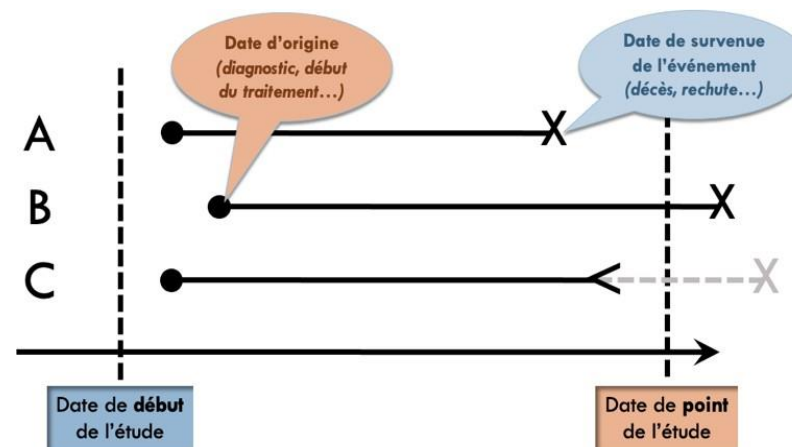 Date d'origine
(diagnostic, début
du traitement...)
Date de survenue
de l'événement
(décès, rechute...)
A
X
B
X
C
X
Date de début
de l'étude
Date de point
de l'étude